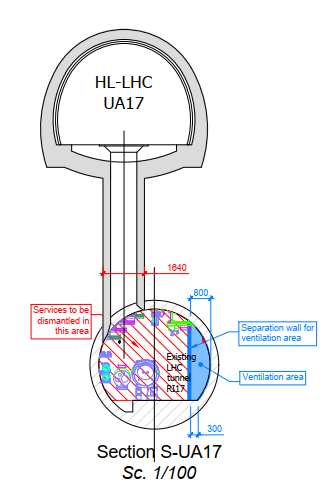 HL-LHC
UA17
1640
800
Services to be
dismantled in
this area
Separation wall for
ventilation area
Existing
LHC
tunnel
RI17
Ventilation area
300
Section S-UA17
Sc. 1/100